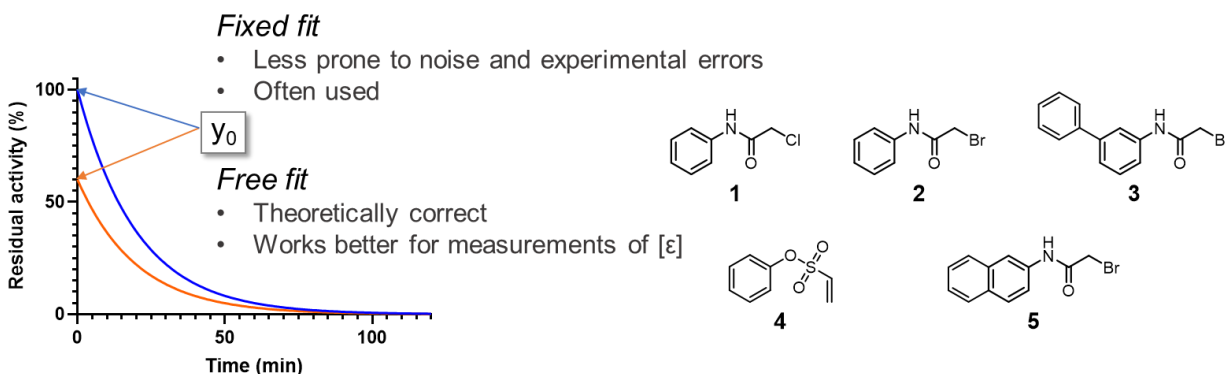 Fixed fit
• Less prone to noise and experimental errors
• Often used
y0
Free fit
• Theoretically correct
• Works better for measurements of [ε]
Residual activity (%)
100
50
0
0
50
100
Time (min)
H
N
O
Cl
1
H
N
O
Br
2
H
N
O
B
3
O
O
S
O
4
H
N
O
Br
5